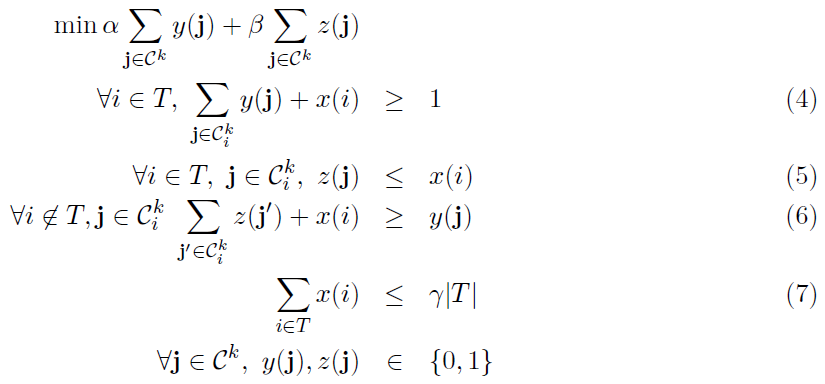 min α ∑_{j∈C^k} y(j) + β ∑_{j∈C^k} z(j)
∀i ∈ T, ∑_{j∈C_i^k} y(j) + x(i) ≥ 1 (4)
∀i ∈ T, j ∈ C_i^k, z(j) ≤ x(i) (5)
∀i ∉ T, j ∈ C_i^k ∑_{j′∈C_i^k} z(j′) + x(i) ≥ y(j) (6)
∑_{i∈T} x(i) ≤ γ|T| (7)
∀j ∈ C^k, y(j), z(j) ∈ {0, 1}